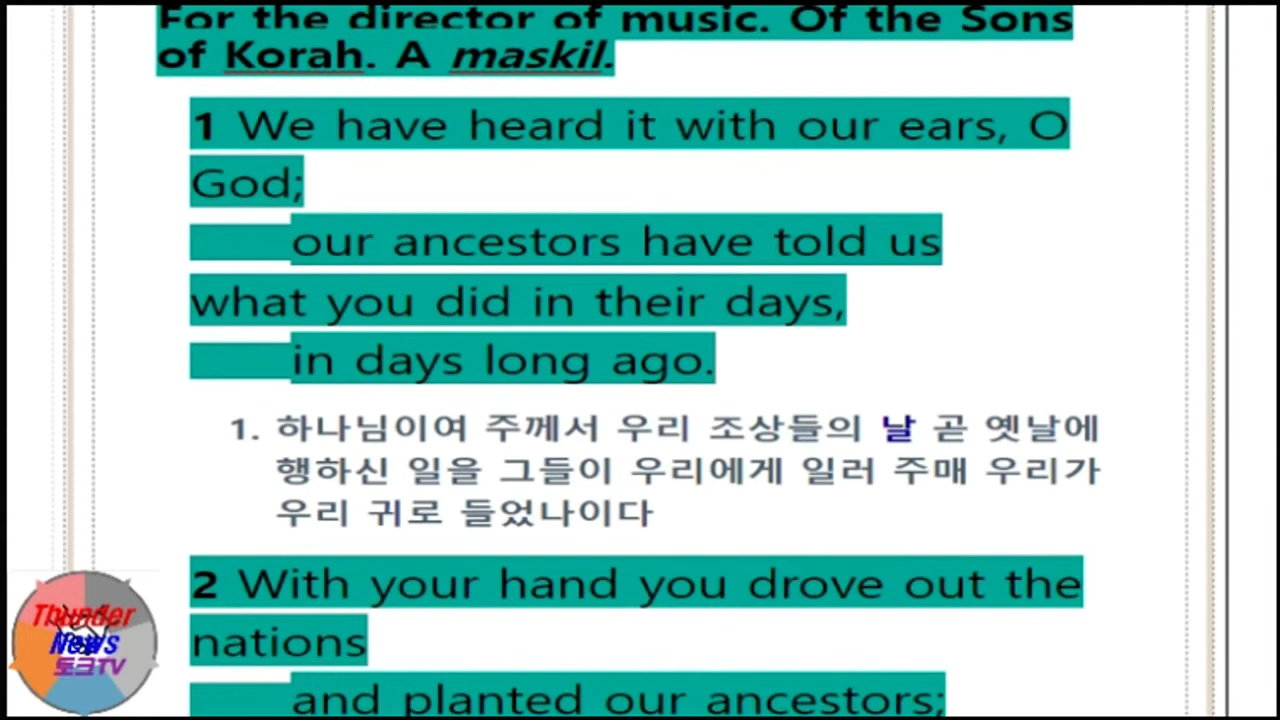 For the director of music. Of the Sons
of Korah. A maskil.
1 We have heard it with our ears, O
God;
our ancestors have told us
what you did in their days,
in days long ago.
1. 하나님이여 주께서 우리 조상들의 날 곧 옛날에
행하신 일을 그들이 우리에게 일러 주매 우리가
우리 귀로 들었나이다
2 With your hand you drove out the
nations
and planted our ancestors;
Thunder
News
토크TV